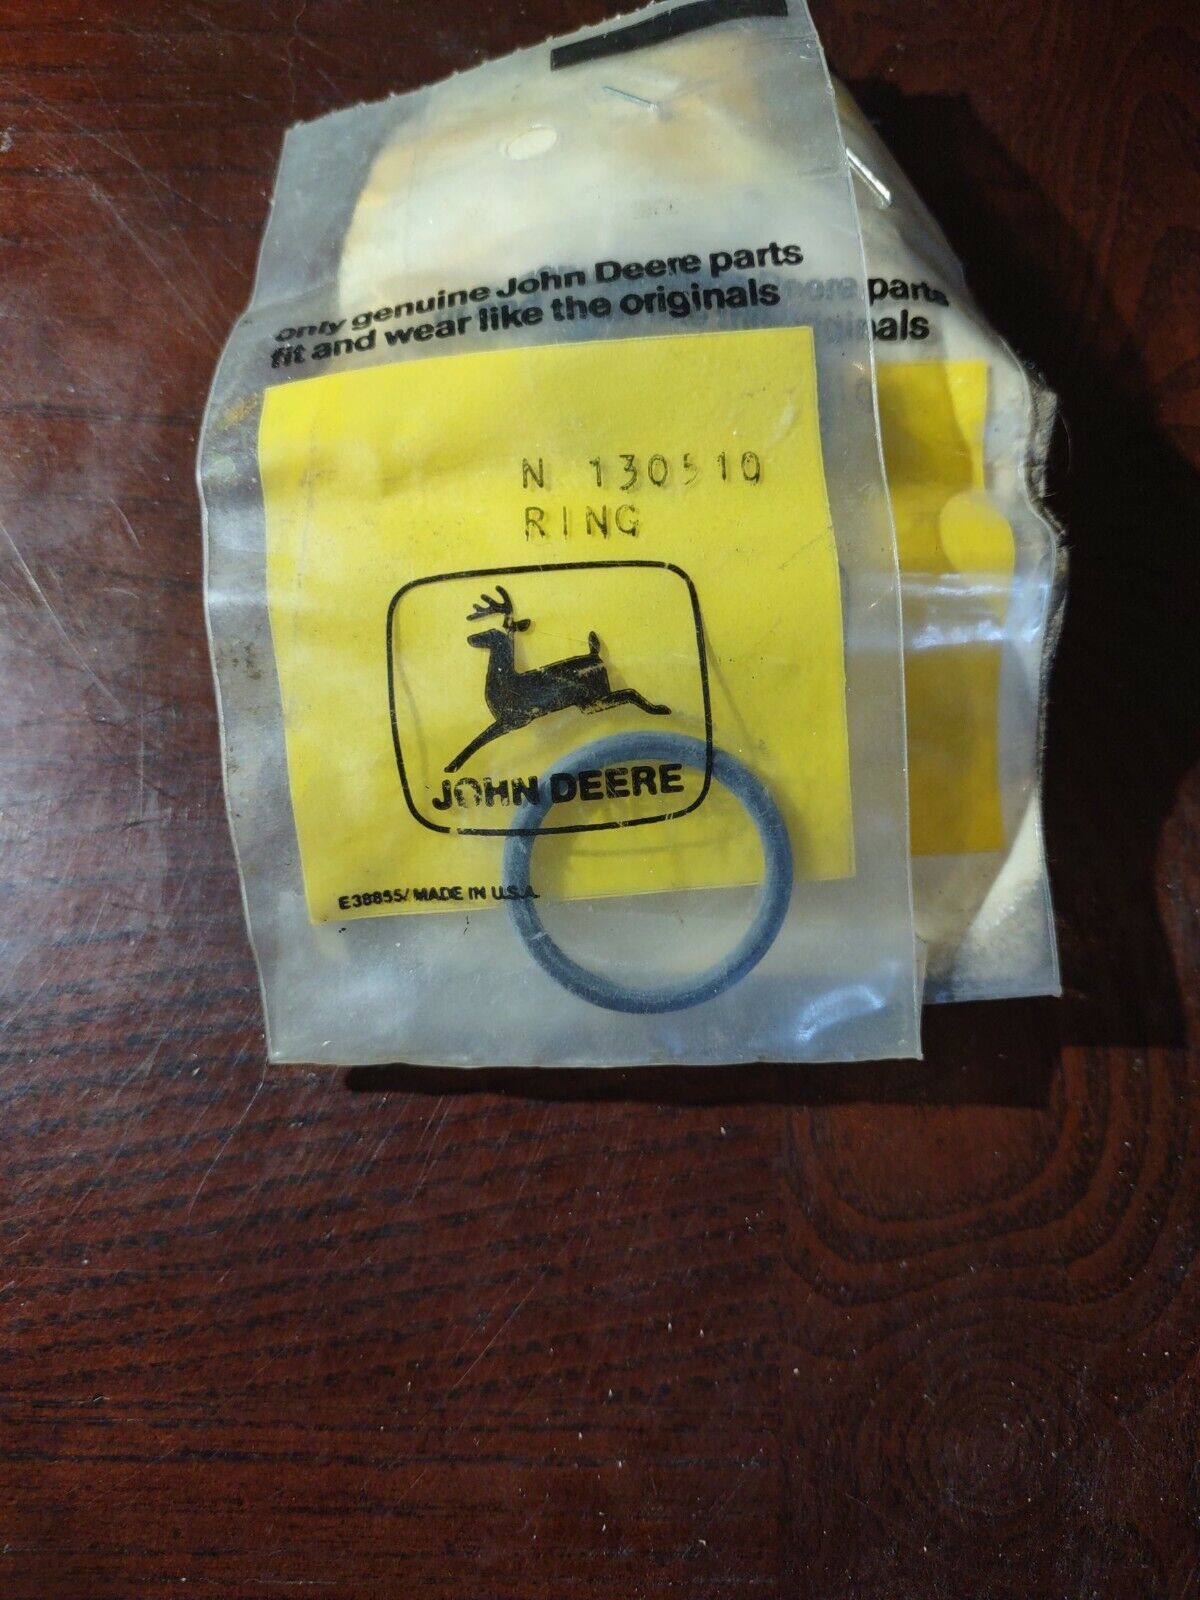 only genuine John Deere parts
fit and wear like the originals
parts
N 130510
RING
JOHN DEERE
E38855/ MADE IN U.S.A.